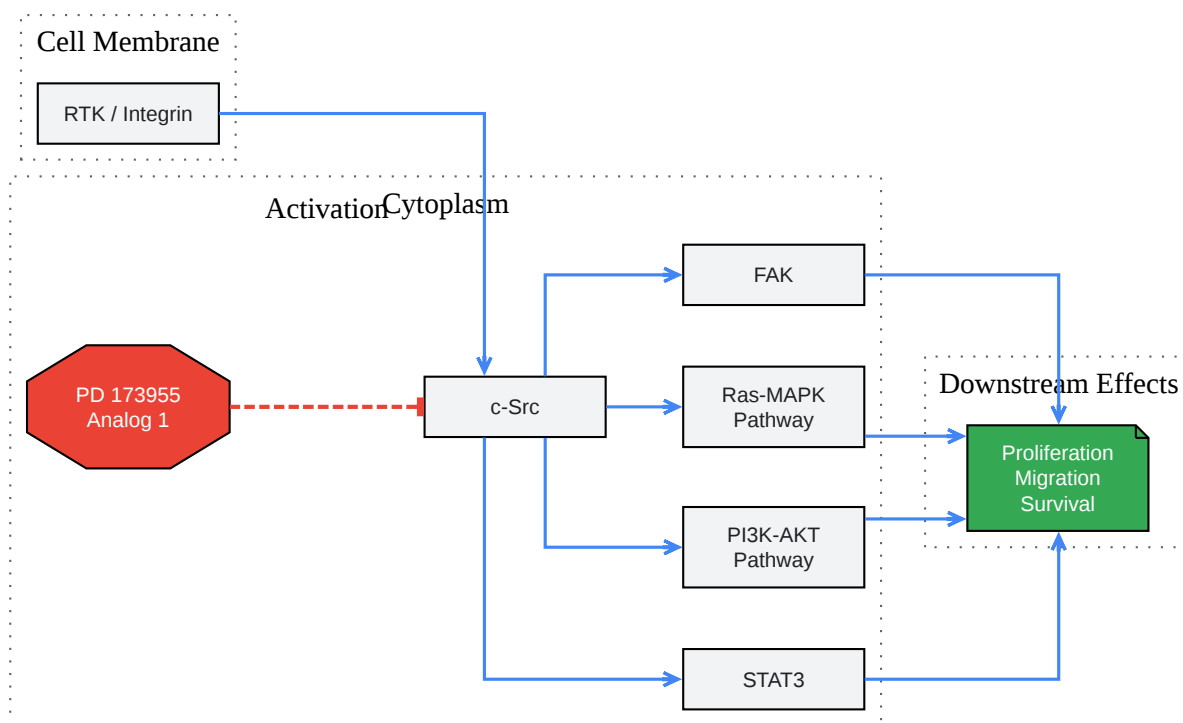 Cell Membrane
RTK / Integrin
Activation
Cytoplasm
FAK
PD 173955
Analog 1
c-Src
Ras-MAPK
Pathway
Downstream Effects
Proliferation
Migration
Survival
PI3K-AKT
Pathway
STAT3